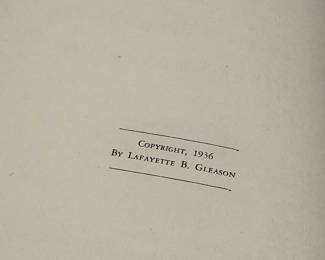 Copyright, 1936
By Lafayette B. Gleason